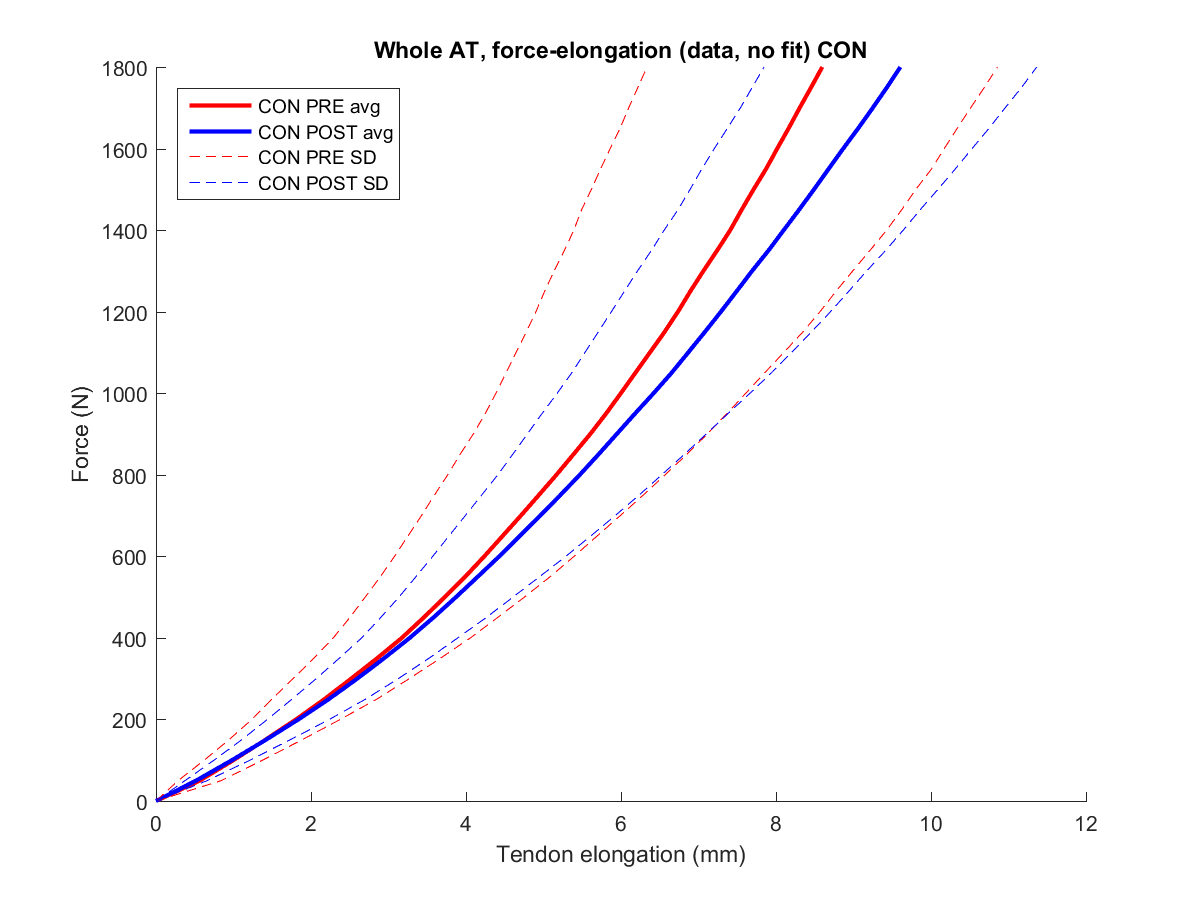 Whole AT, force-elongation (data, no fit) CON
1800
1600
1400
1200
1000
800
600
400
200
0
Force (N)
CON PRE avg
CON POST avg
CON PRE SD
CON POST SD
0 2 4 6 8 10 12
Tendon elongation (mm)